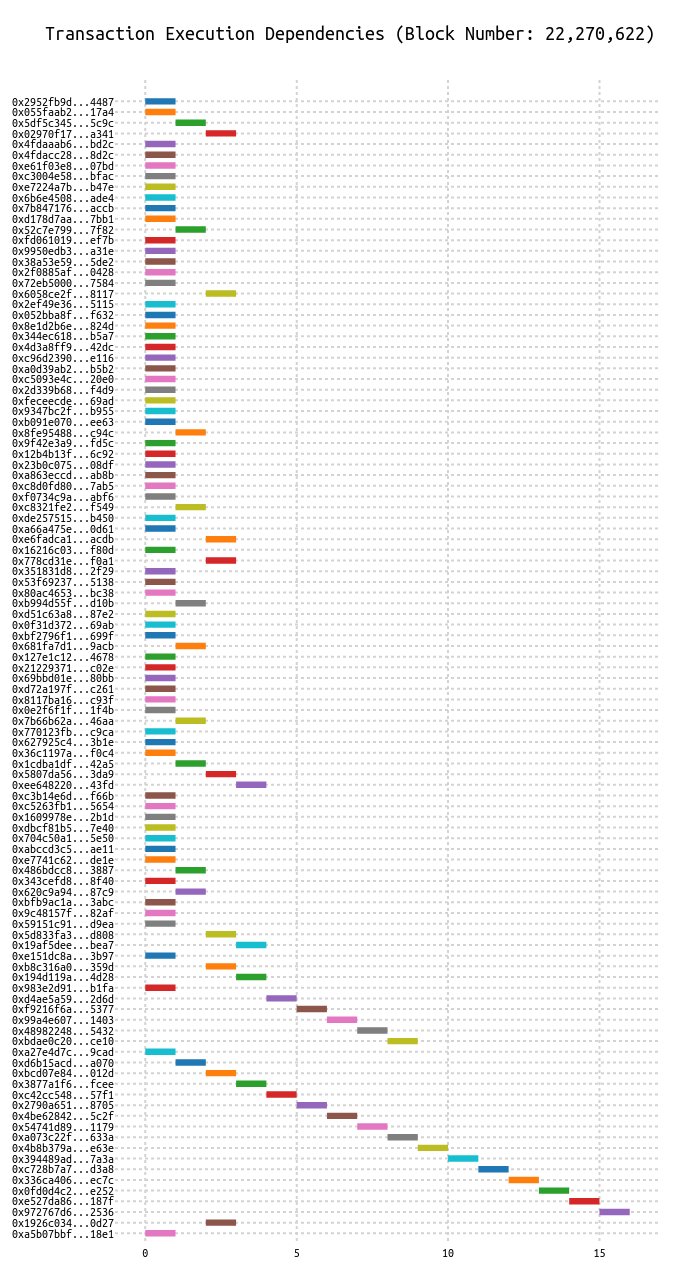 Transaction Execution Dependencies (Block Number: 22,270,622)
0x2952fb9d...4487
0x055faab2...17a4
0x5df5c345...5c9c
0x02970f17...a341
0x4fdaaab6...bd2c
0x4fdacc28...8d2c
0xe61f03e8...07bd
0xc3004e58...bfac
0xe7224a7b...b47e
0x6b6e4508...ade4
0x7b847176...accb
0xd178d7aa...7bb1
0x52c7e799...7f82
0xfd061019...ef7b
0x9950edb3...a31e
0x38a53e59...5de2
0x2f0885af...0428
0x72eb5000...7584
0x6058ce2f...8117
0x2ef49e36...5115
0x052bba8f...f632
0x8e1d2b6e...824d
0x344ec618...b5a7
0x4d3a8ff9...42dc
0xc96d2390...e116
0xa0d39ab2...b5b2
0xc5093e4c...20e0
0x2d339b68...f4d9
0xfeceecde...69ad
0x9347bc2f...b955
0xb091e070...ee63
0x8fe95488...c94c
0x9f42e3a9...fd5c
0x12b4b13f...6c92
0x23b0c075...08df
0xa863eccd...ab8b
0xc8d0fd80...7ab5
0xf0734c9a...abf6
0xc8321fe2...f549
0xde257515...b450
0xa66a475e...0d61
0xe6fadca1...acdb
0x16216c03...f80d
0x778cd31e...f0a1
0x351831d8...2f29
0x53f69237...5138
0x80ac4653...bc38
0xb994d55f...d10b
0xd51c63a8...87e2
0x0f31d372...69ab
0xbf2796f1...699f
0x681fa7d1...9acb
0x127e1c12...4678
0x21229371...c02e
0x69bbd01e...80bb
0xd72a197f...c261
0x8117ba16...c93f
0x0e2f6f1f...1f4b
0x7b66b62a...46aa
0x770123fb...c9ca
0x627925c4...3b1e
0x36c1197a...f0c4
0x1cdba1df...42a5
0x5807da56...3da9
0xee648220...43fd
0xc3b14e6d...f66b
0xc5263fb1...5654
0x1609978e...2b1d
0xdbcf81b5...7e40
0x704c50a1...5e50
0xabccd3c5...ae11
0xe7741c62...de1e
0x486bdcc8...3887
0x343cefd8...8f40
0x620c9a94...87c9
0xbfb9ac1a...3abc
0x9c48157f...82af
0x59151c91...d9ea
0x5d833fa3...d808
0x19af5dee...bea7
0xe151dc8a...3b97
0xb8c316a0...359d
0x194d119a...4d28
0x983e2d91...b1fa
0xd4ae5a59...2d6d
0xf9216f6a...5377
0x99a4e607...1403
0x48982248...5432
0xbdae0c20...ce10
0xa27e4d7c...9cad
0xd6b15acd...a070
0xbcd07e84...012d
0x3877a1f6...fcee
0xc42cc548...57f1
0x2790a651...8705
0x4be62842...5c2f
0x54741d89...1179
0xa073c22f...633a
0x4b8b379a...e63e
0x394489ad...7a3a
0xc728b7a7...d3a8
0x336ca406...ec7c
0x0fd0d4c2...e252
0xe527da86...187f
0x972767d6...2536
0x1926c034...0d27
0xa5b07bbf...18e1
0 5 10 15